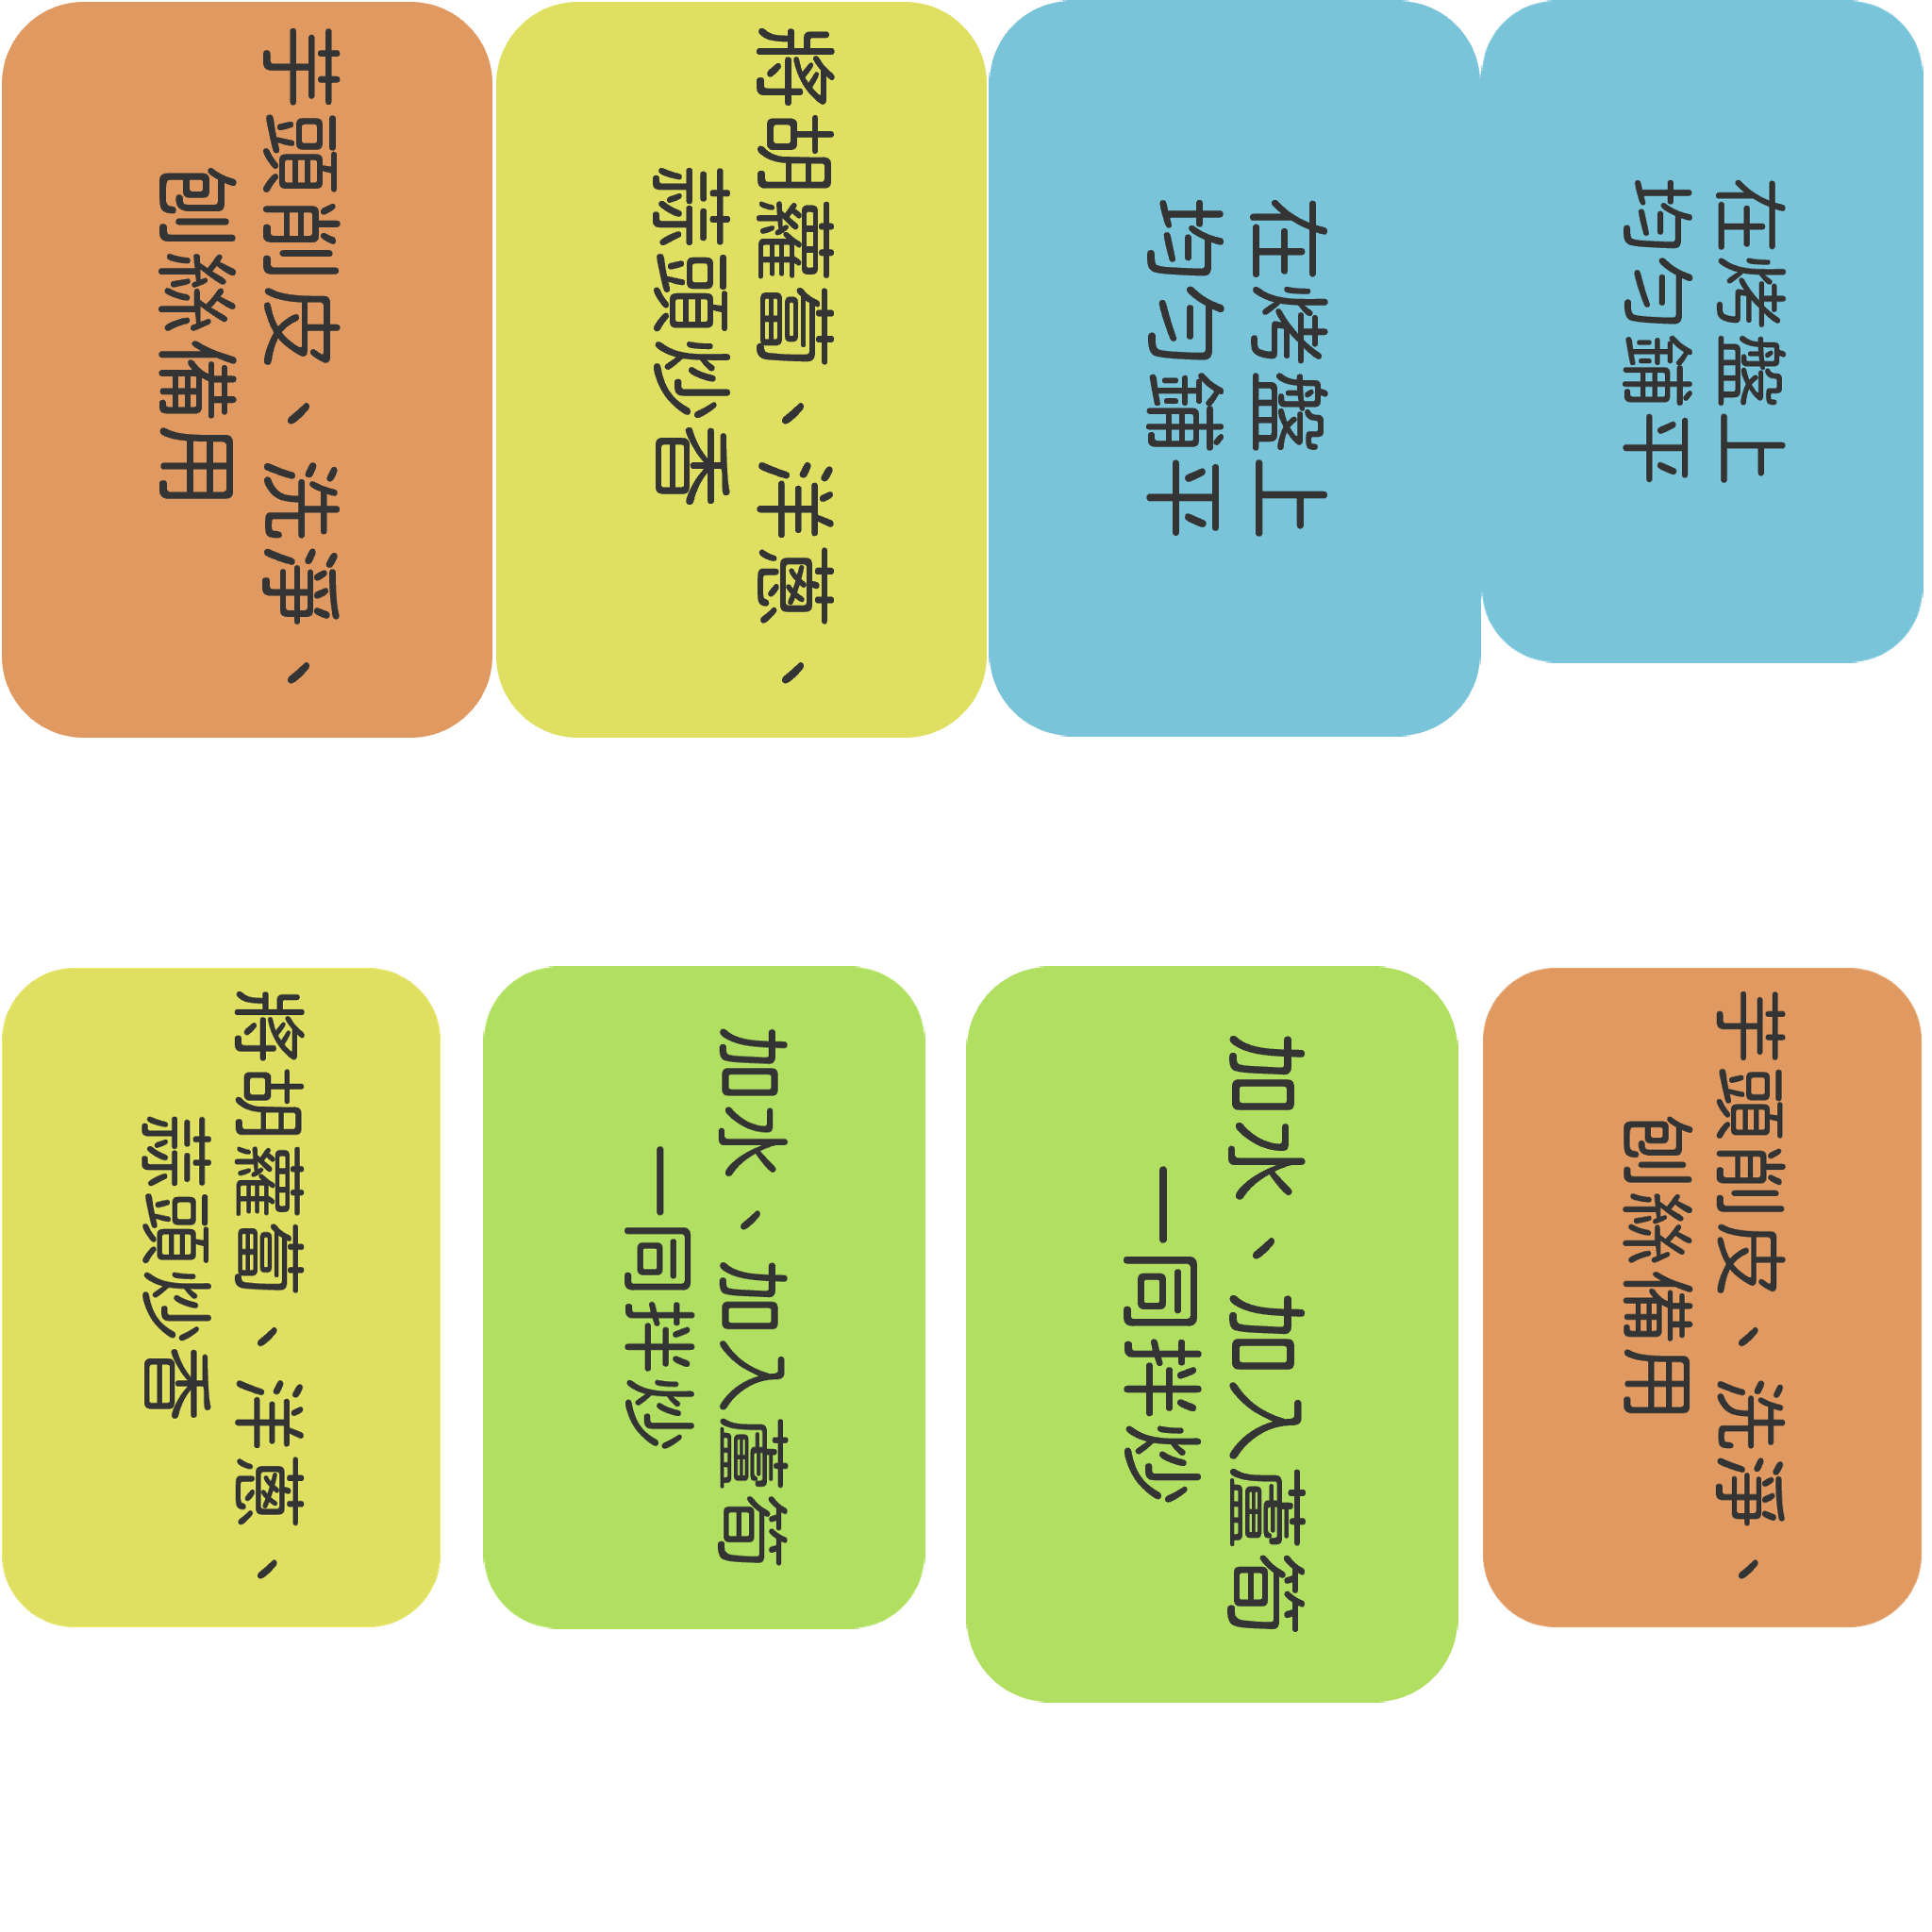 芋頭削皮、洗淨、
刨絲備用
將胡蘿蔔、洋蔥、
蒜頭炒香
在烤盤上
均勻鋪平
在烤盤上
均勻鋪平
將胡蘿蔔、洋蔥、
蒜頭炒香
加水、加入蘆筍
一同拌炒
加水、加入蘆筍
一同拌炒
芋頭削皮、洗淨、
刨絲備用